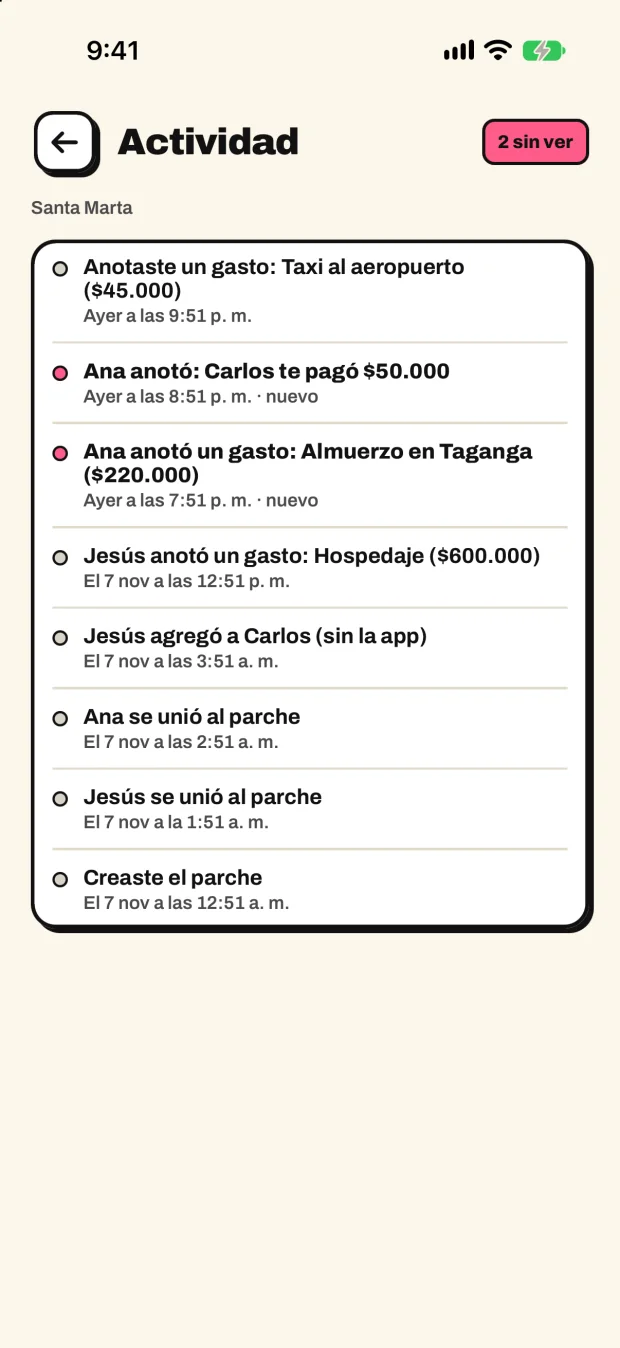 9:41
Actividad
2 sin ver
Santa Marta
Anotaste un gasto: Taxi al aeropuerto
($45.000)
Ayer a las 9:51 p. m.
Ana anotó: Carlos te pagó $50.000
Ayer a las 8:51 p. m. · nuevo
Ana anotó un gasto: Almuerzo en Taganga
($220.000)
Ayer a las 7:51 p. m. · nuevo
Jesús anotó un gasto: Hospedaje ($600.000)
El 7 nov a las 12:51 p. m.
Jesús agregó a Carlos (sin la app)
El 7 nov a las 3:51 a. m.
Ana se unió al parche
El 7 nov a las 2:51 a. m.
Jesús se unió al parche
El 7 nov a la 1:51 a. m.
Creaste el parche
El 7 nov a las 12:51 a. m.